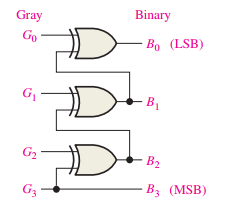 Gray Binary
G₀ B₀ (LSB)
G₁ B₁
G₂ B₂
G₃ B₃ (MSB)